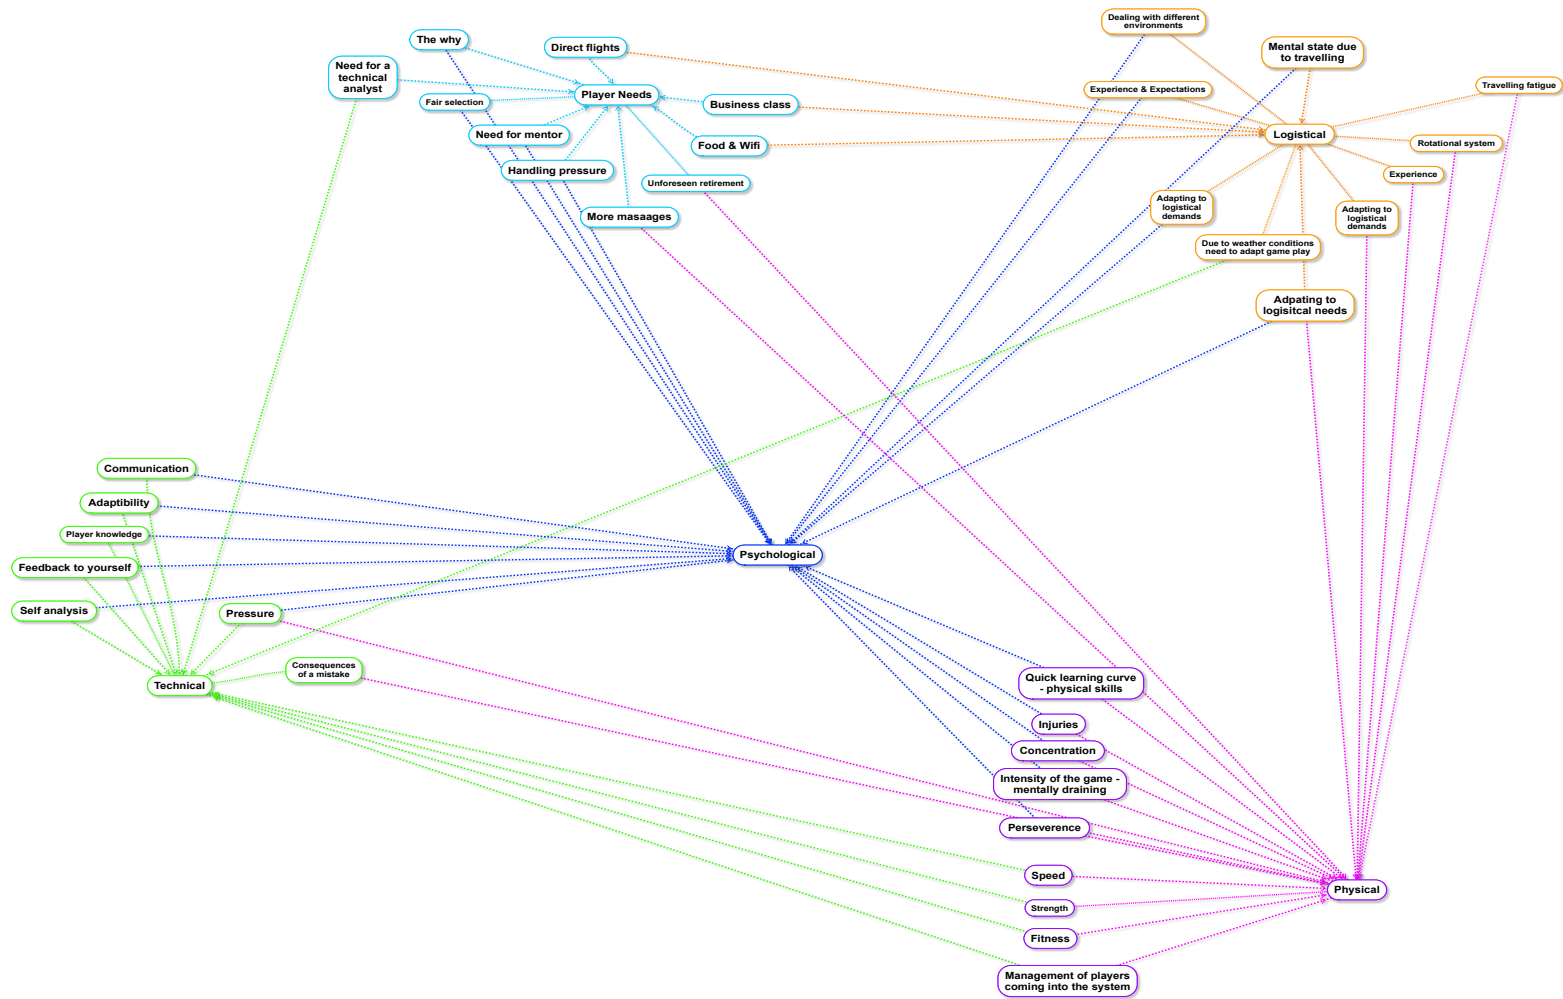 Dealing with different
environments
The why
Direct flights
Mental state due
to travelling
Need for a
technical
analyst
Travelling fatigue
Experience & Expectations
Player Needs
Fair selection
Business class
Need for mentor
Logistical
Food & Wifi
Rotational system
Handling pressure
Experience
Unforeseen retirement
Adapting to
logistical
demands
More masaages
Adapting to
logistical
demands
Due to weather conditions
need to adapt game play
Adpating to
logisitcal needs
Communication
Adaptibility
Player knowledge
Psychological
Feedback to yourself
Self analysis
Pressure
Consequences
of a mistake
Technical
Quick learning curve
- physical skills
Injuries
Concentration
Intensity of the game -
mentally draining
Perseverence
Speed
Physical
Strength
Fitness
Management of players
coming into the system